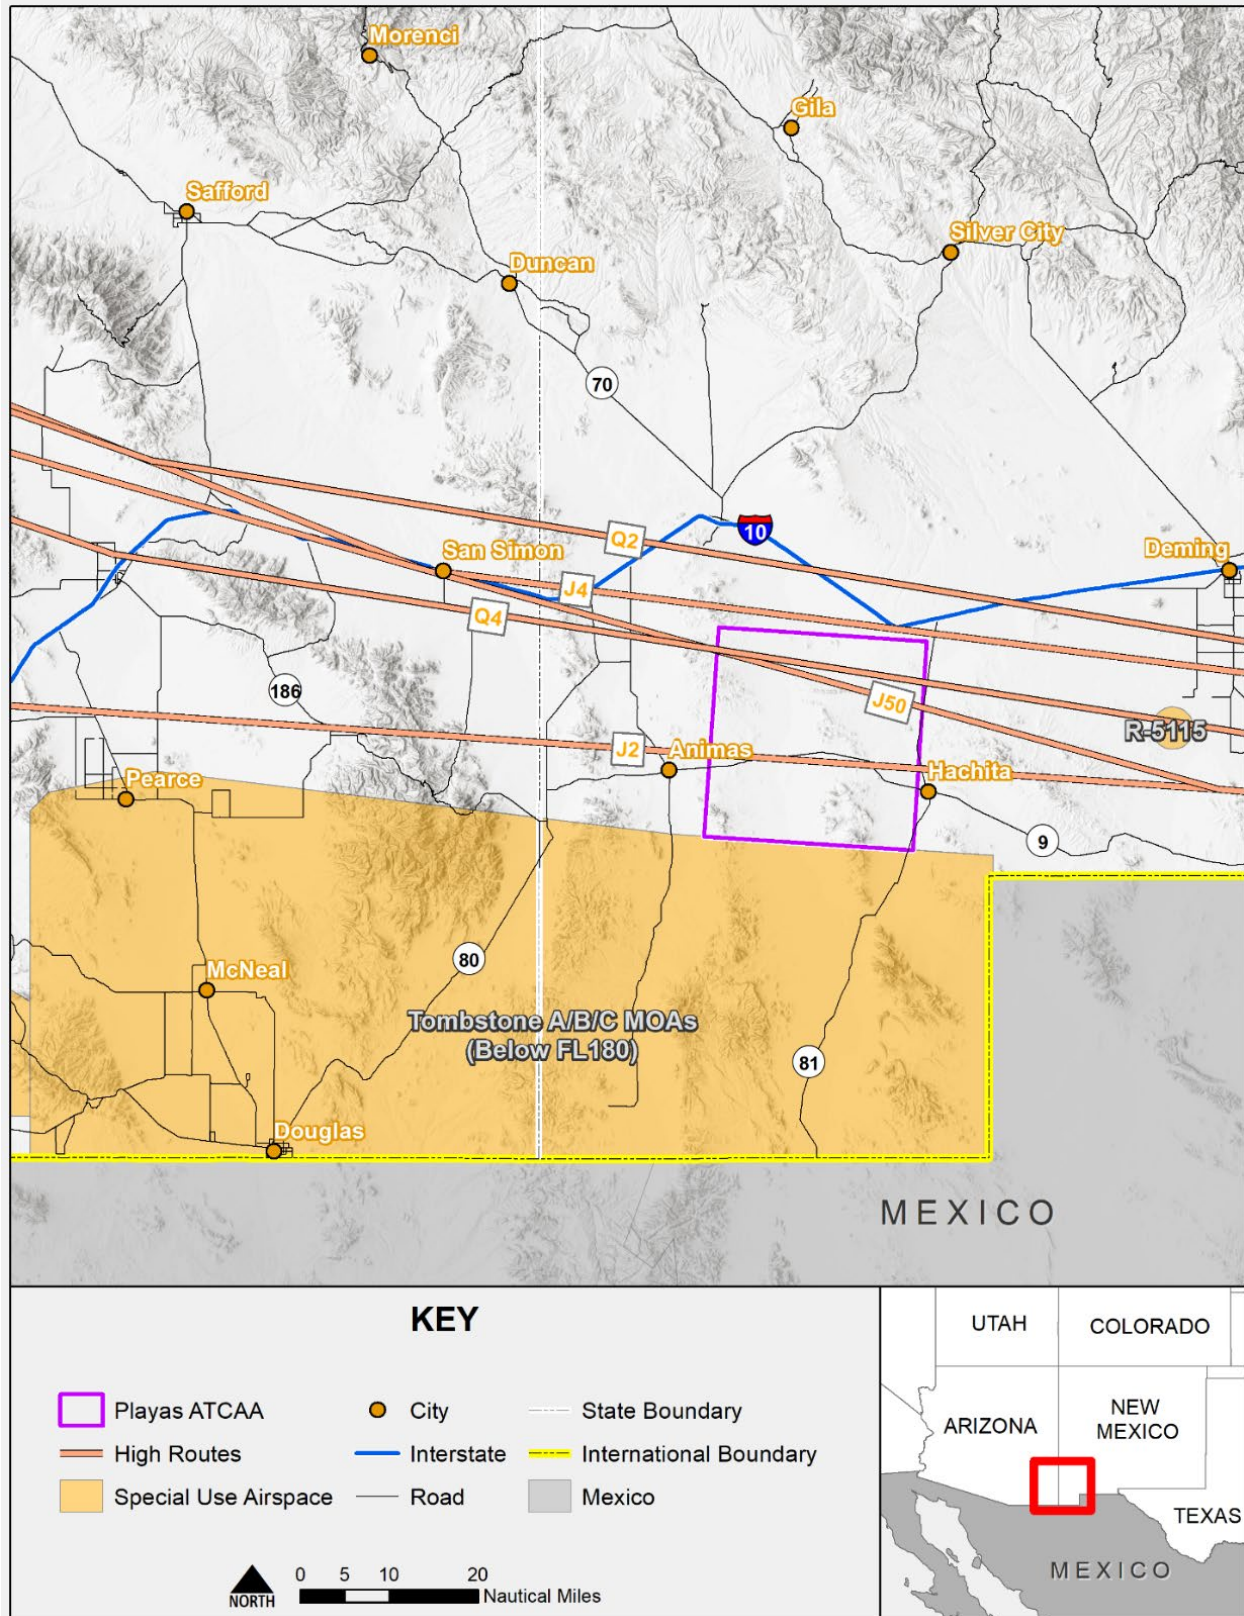 Morenci
Gila
Safford
Silver City
Duncan
70
10
Q2
San Simon
Deming
J4
Q4
186
J50
R-5115
J2
Animas
Pearce
Hachita
9
80
McNeal
Tombstone A/B/C MOAs
(Below FL180)
81
Douglas
MEXICO
KEY
Playas ATCAA
City
State Boundary
High Routes
Interstate
International Boundary
Special Use Airspace
Road
Mexico
NORTH
0 5 10 20
Nautical Miles
UTAH
COLORADO
ARIZONA
NEW
MEXICO
TEXAS
MEXICO